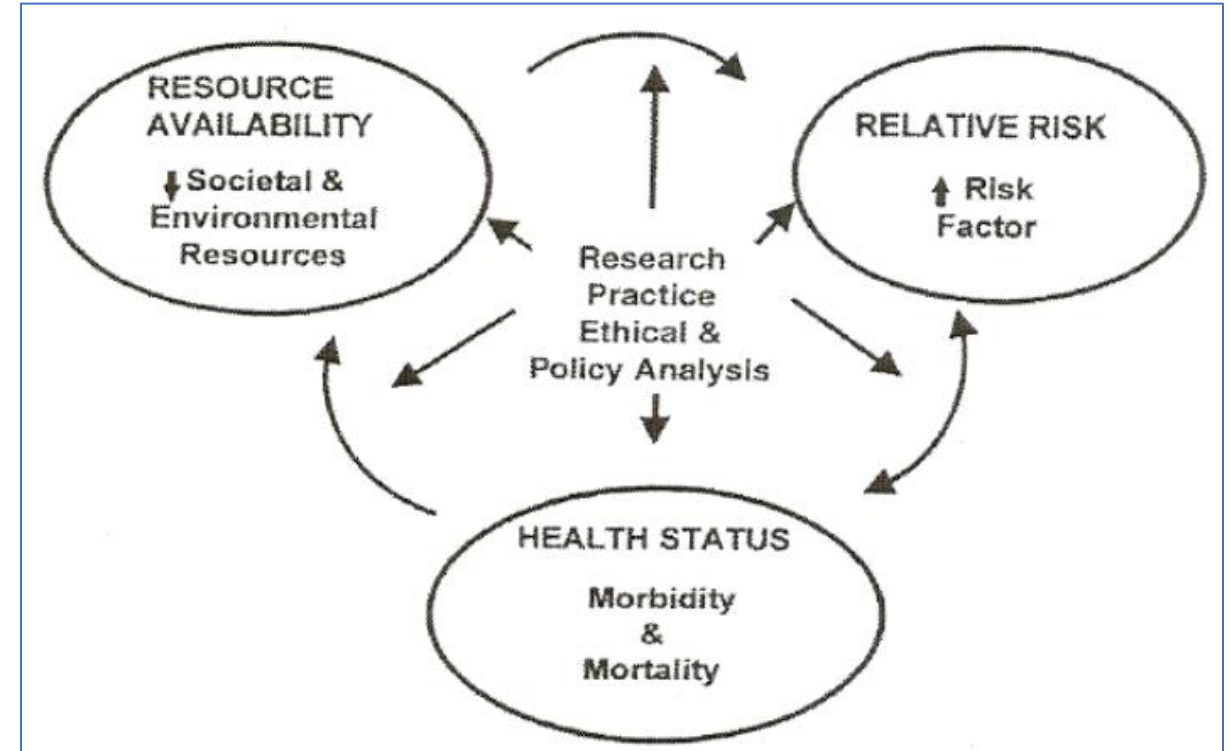 RESOURCE
AVAILABILITY
↓ Societal &
Environmental
Resources
RELATIVE RISK
↑ Risk
Factor
Research
Practice
Ethical &
Policy Analysis
HEALTH STATUS
Morbidity
&
Mortality